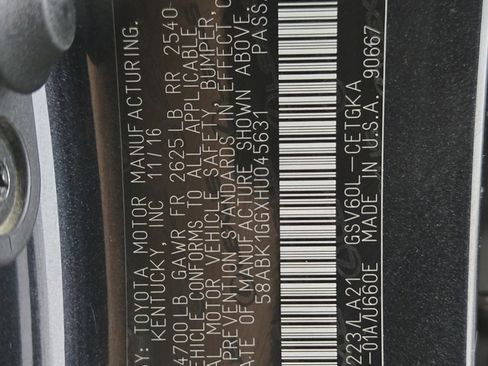 BY: TOYOTA MOTOR MANUFACTURING,
KENTUCKY, INC 11/16
4700LB GAWR FR 2625LB RR 2540
VEHICLE CONFORMS TO ALL APPLICABLE
AL MOTOR VEHICLE SAFETY, BUMPER,
PREVENTION STANDARDS IN EFFECT O
ATE OF MANUFACTURE SHOWN ABOVE.
58ABK1GGXHU045631 PASS
223/LA21 GSV60L-CETGKA
-01A/U660E MADE IN U.S.A. 90667